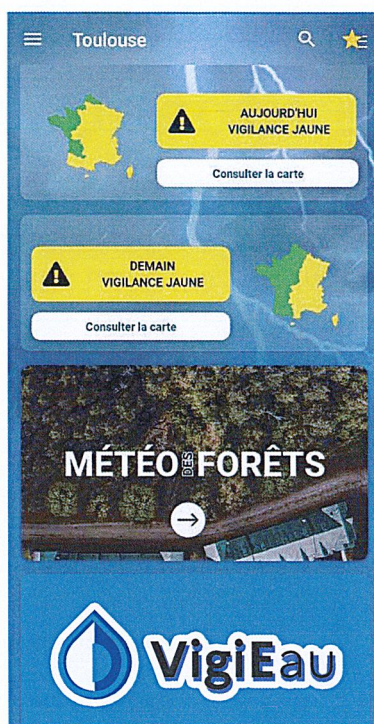 Toulouse
AUJOURD'HUI
VIGILANCE JAUNE
Consulter la carte
DEMAIN
VIGILANCE JAUNE
Consulter la carte
MÉTÉO DES FORÊTS
VigiEau